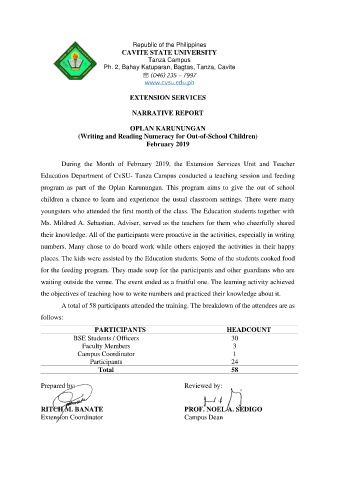 Republic of the Philippines
CAVITE STATE UNIVERSITY
Tanza Campus
Ph. 2, Bahay Katuparan, Bagtas, Tanza, Cavite
☏ (046) 235 – 7997
www.cvsu.edu.ph
EXTENSION SERVICES
NARRATIVE REPORT
OPLAN KARUNUNGAN
(Writing and Reading Numeracy for Out-of-School Children)
February 2019
During the Month of February 2019, the Extension Services Unit and Teacher
Education Department of CvSU- Tanza Campus conducted a teaching session and feeding
program as part of the Oplan Karunungan. This program aims to give the out of school
children a chance to learn and experience the usual classroom settings. There were many
youngsters who attended the first month of the class. The Education students together with
Ms. Mildred A. Sebastian, Adviser, served as the teachers for them who cheerfully shared
their knowledge. All of the participants were proactive in the activities, especially in writing
numbers. Many chose to do board work while others enjoyed the activities in their happy
places. The kids were assisted by the Education students. Some of the students cooked food
for the feeding program. They made soup for the participants and other guardians who are
waiting outside the venue. The event ended as a fruitful one. The learning activity achieved
the objectives of teaching how to write numbers and practiced their knowledge about it.
A total of 58 participants attended the training. The breakdown of the attendees are as
follows:
PARTICIPANTS HEADCOUNT
BSE Students / Officers 30
Faculty Members 3
Campus Coordinator 1
Participants 24
Total 58
Prepared by: Reviewed by:
RITCH M. BANATE PROF. NOEL A. SEDIGO
Extension Coordinator Campus Dean